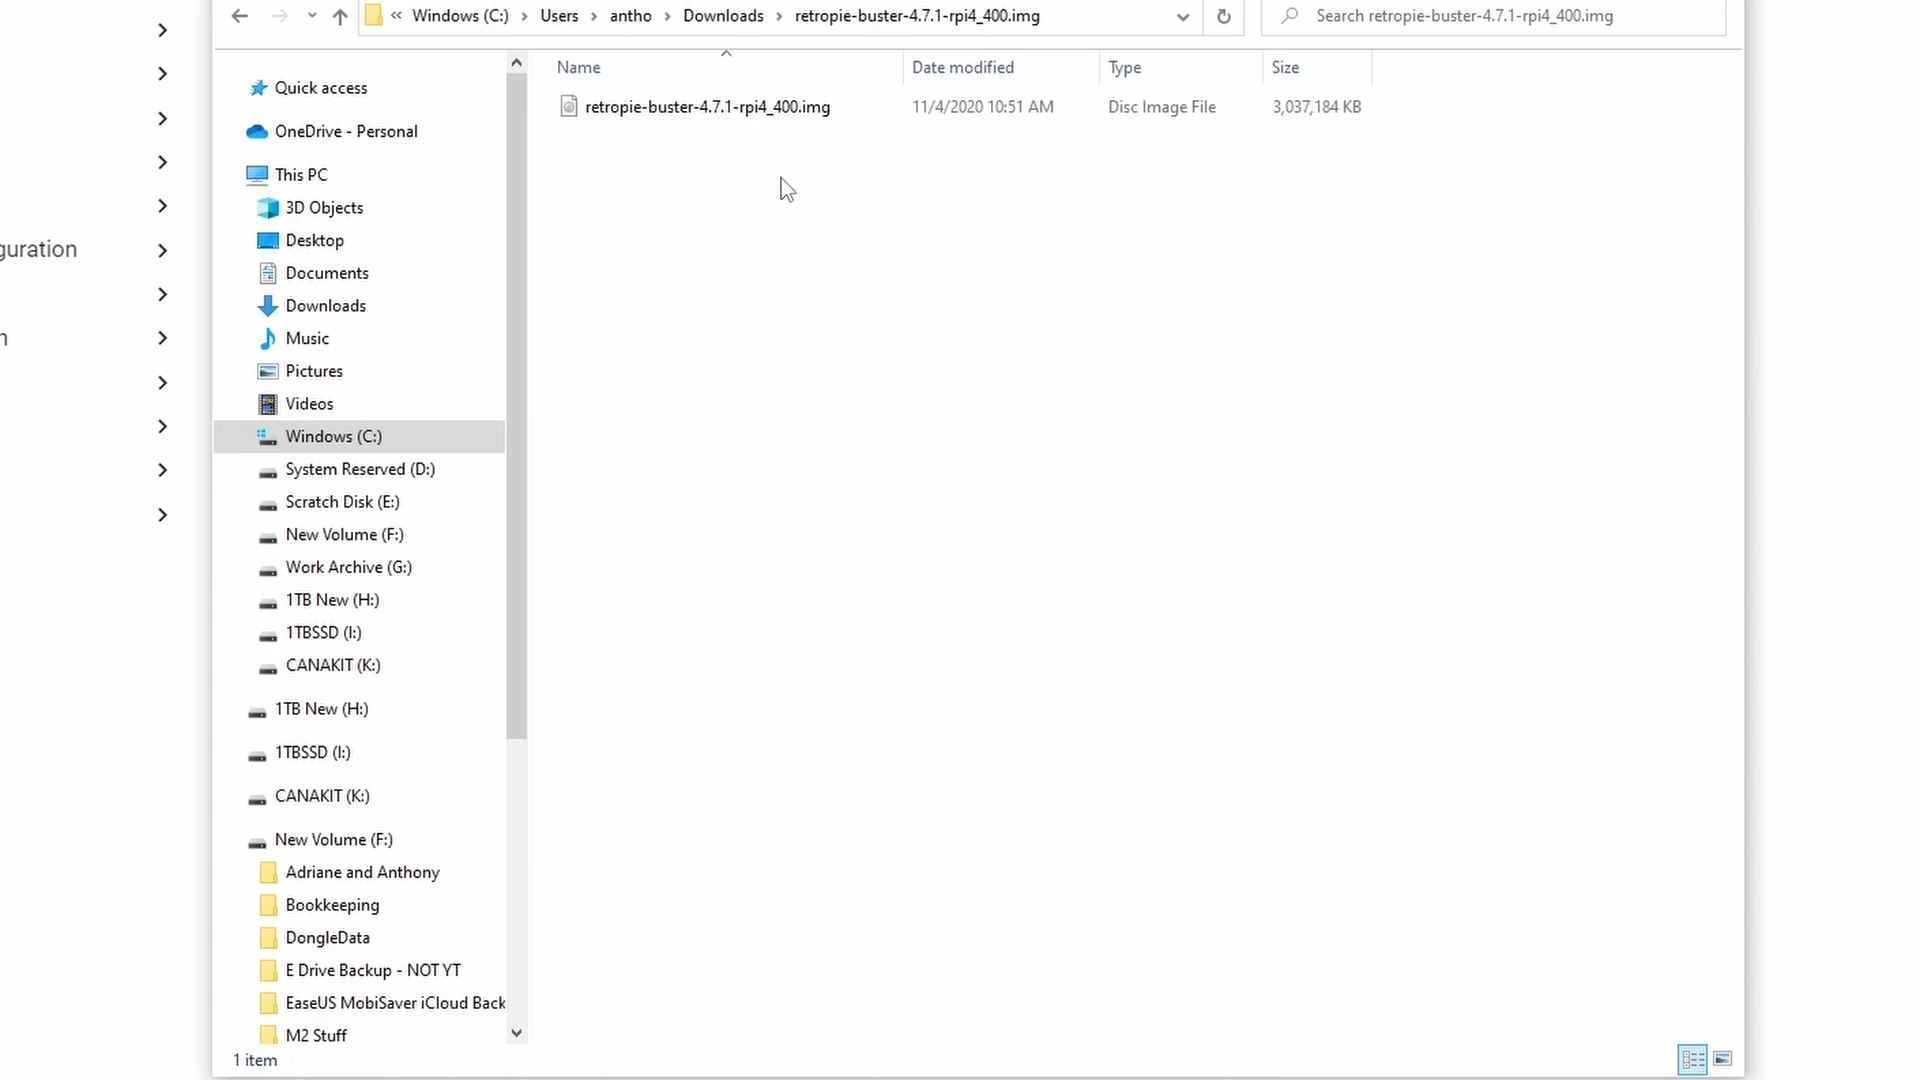 « Windows (C:) > Users > antho > Downloads > retropie-buster-4.7.1-rpi4_400.img
Search retropie-buster-4.7.1-rpi4_400.img
Name Date modified Type Size
retropie-buster-4.7.1-rpi4_400.img 11/4/2020 10:51 AM Disc Image File 3,037,184 KB
guration
n
Quick access
OneDrive - Personal
This PC
3D Objects
Desktop
Documents
Downloads
Music
Pictures
Videos
Windows (C:)
System Reserved (D:)
Scratch Disk (E:)
New Volume (F:)
Work Archive (G:)
1TB New (H:)
1TBSSD (I:)
CANAKIT (K:)
1TB New (H:)
1TBSSD (I:)
CANAKIT (K:)
New Volume (F:)
Adriane and Anthony
Bookkeeping
DongleData
E Drive Backup - NOT YT
EaseUS MobiSaver iCloud Back
M2 Stuff
1 item